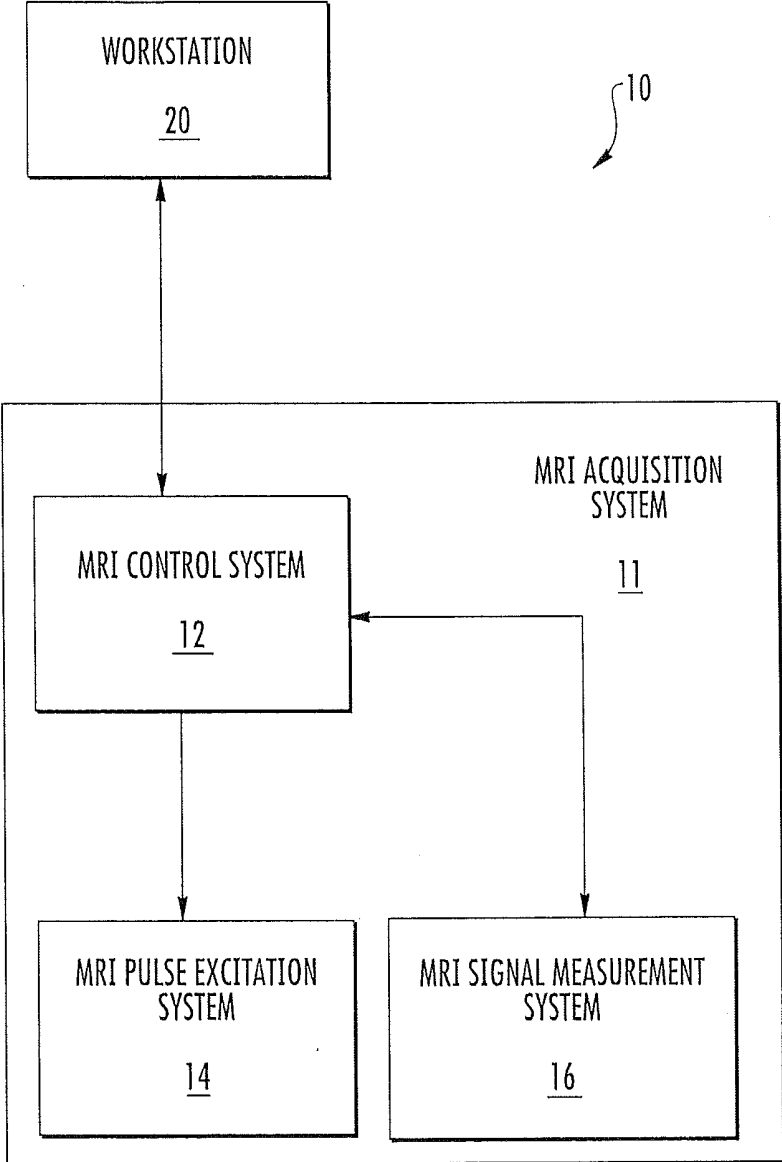 WORKSTATION
20
10
MRI ACQUISITION
SYSTEM
11
MRI CONTROL SYSTEM
12
MRI PULSE EXCITATION
SYSTEM
14
MRI SIGNAL MEASUREMENT
SYSTEM
16